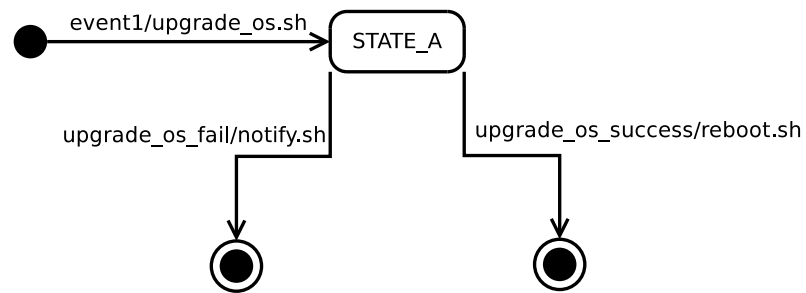 event1/upgrade_os.sh
STATE_A
upgrade_os_fail/notify.sh
upgrade_os_success/reboot.sh